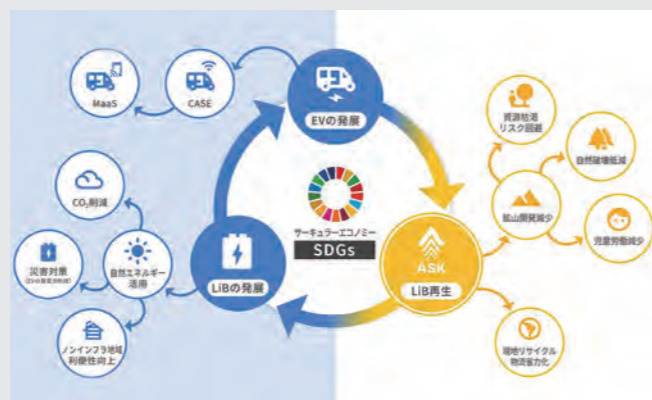 MaaS
CASE
EVの発展
資源枯渇
リスク回避
自然破壊低減
CO₂削減
サーキュラーエコノミー
SDGs
鉱山開発減少
児童労働減少
災害対策
自然エネルギー
活用
LiBの発展
ASK
LiB再生
ノンインフラ地域
利便性向上
現地リサイクル
物流省力化